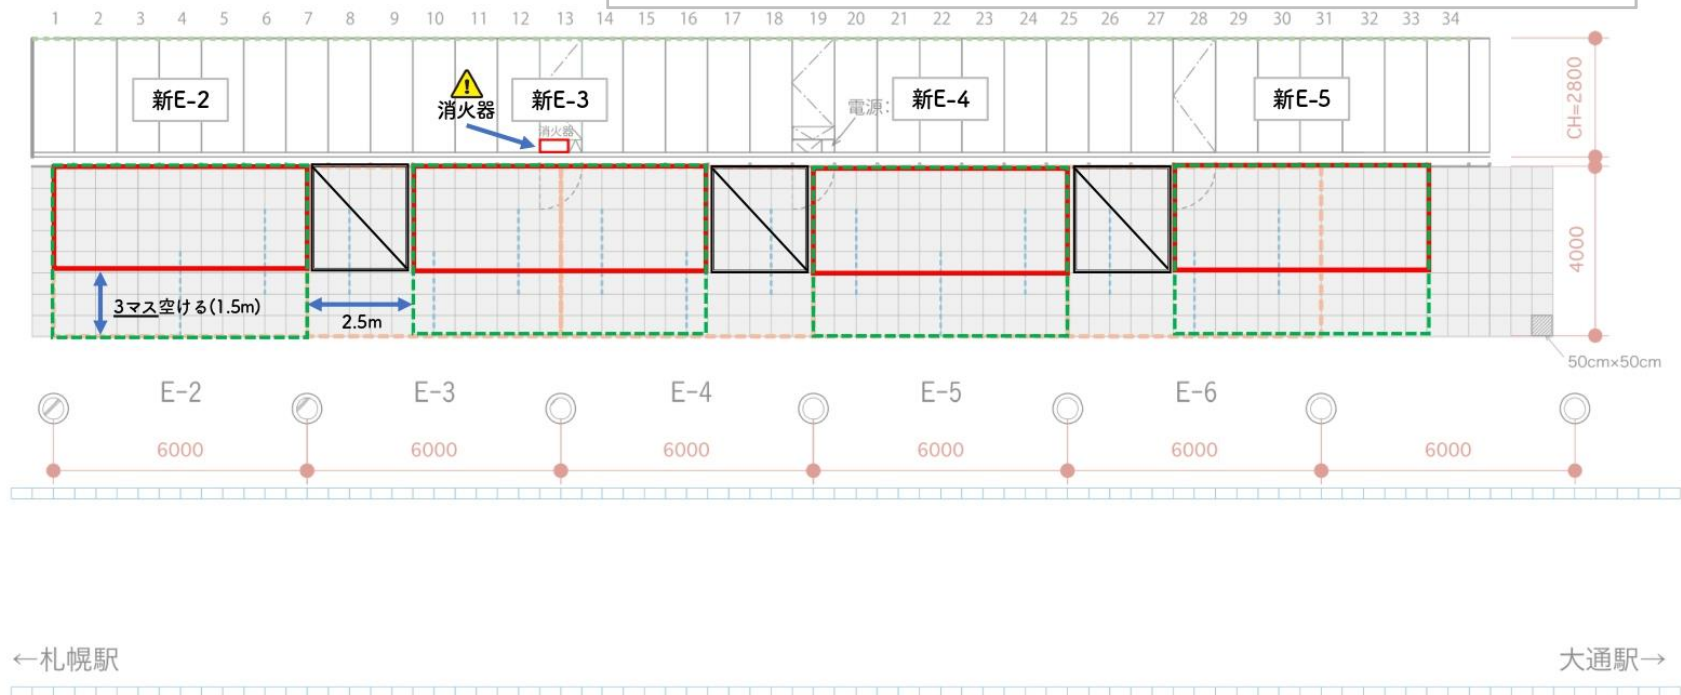 1 2 3 4 5 6 7 8 9 10 11 12 13 14 15 16 17 18 19 20 21 22 23 24 25 26 27 28 29 30 31 32 33 34
新E-2
消火器
新E-3
消火器
電源:
新E-4
新E-5
CH=2800
3マス空ける(1.5m)
2.5m
4000
50cm×50cm
E-2 E-3 E-4 E-5 E-6
6000 6000 6000 6000 6000 6000
←札幌駅
大通駅→